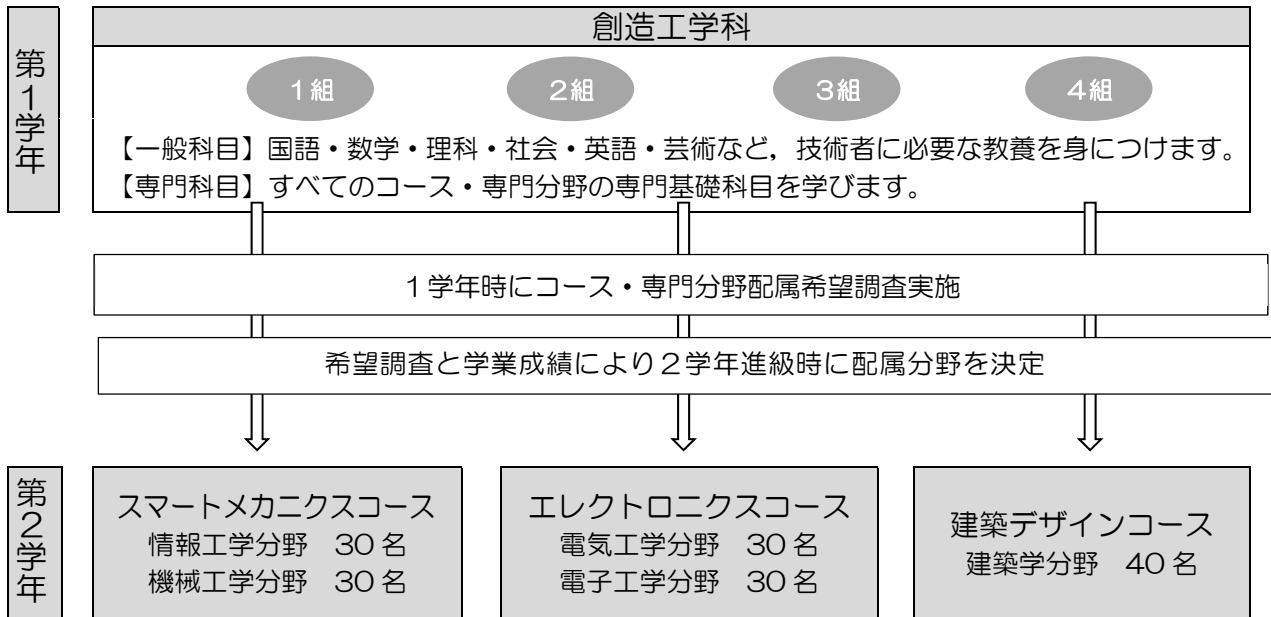 第1学年
創造工学科
1組
2組
3組
4組
【一般科目】国語・数学・理科・社会・英語・芸術など，技術者に必要な教養を身につけます。
【専門科目】すべてのコース・専門分野の専門基礎科目を学びます。
1学年時にコース・専門分野配属希望調査実施
希望調査と学業成績により2学年進級時に配属分野を決定
第2学年
スマートメカニクスコース
情報工学分野　30名
機械工学分野　30名
エレクトロニクスコース
電気工学分野　30名
電子工学分野　30名
建築デザインコース
建築学分野　40名